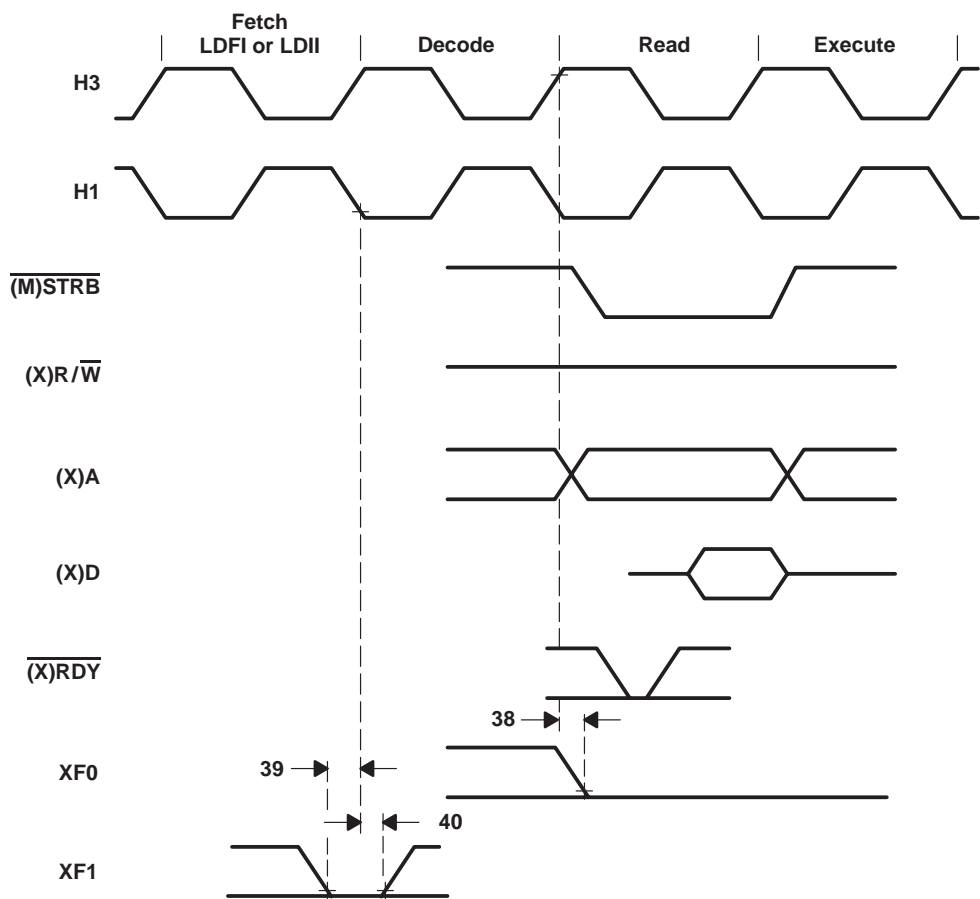 Fetch
LDFI or LDII
Decode
Read
Execute
H3
H1
(M)STRB
(X)R/W
(X)A
(X)D
(X)RDY
38
XF0
39
40
XF1